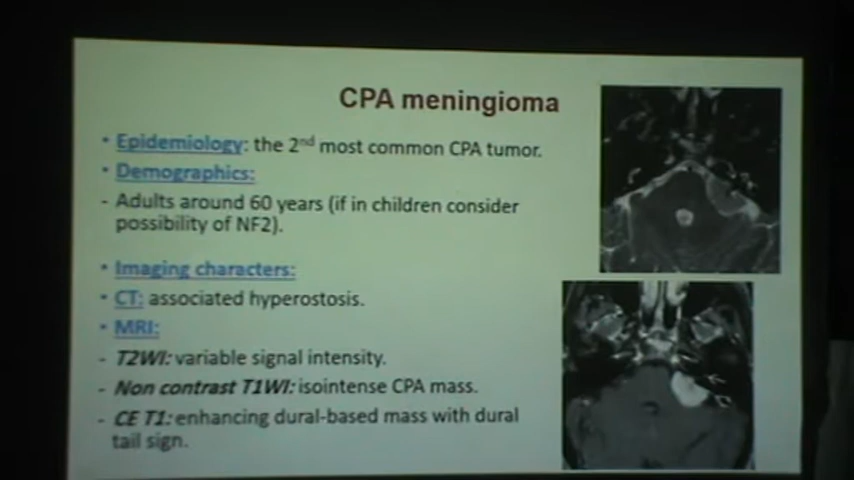 CPA meningioma
• Epidemiology: the 2nd most common CPA tumor.
• Demographics:
- Adults around 60 years (if in children consider
possibility of NF2).
• Imaging characters:
• CT: associated hyperostosis.
• MRI:
- T2WI: variable signal intensity.
- Non contrast T1WI: isointense CPA mass.
- CE T1: enhancing dural-based mass with dural
tail sign.